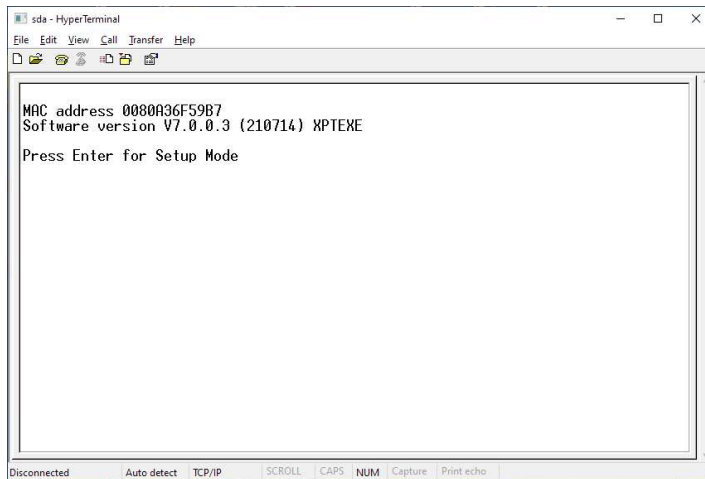 sda - HyperTerminal
File Edit View Call Transfer Help
MAC address 0080A36F59B7
Software version V7.0.0.3 (210714) XPTEXE
Press Enter for Setup Mode
Disconnected Auto detect TCP/IP SCROLL CAPS NUM Capture Print echo